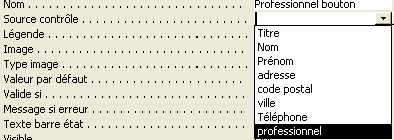 Nom . . . . . . . . . . . . . . . . . . . . . . . Professionnel bouton
Source contrôle . . . . . . . . . . . . . . .
Légende . . . . . . . . . . . . . . . . . . . . Titre
Image . . . . . . . . . . . . . . . . . . . . . . Nom
Type image . . . . . . . . . . . . . . . . . . Prénom
Valeur par défaut . . . . . . . . . . . . . adresse
Valide si . . . . . . . . . . . . . . . . . . . . code postal
Message si erreur . . . . . . . . . . . . . ville
Texte barre état . . . . . . . . . . . . . . Téléphone
Visible professionnel